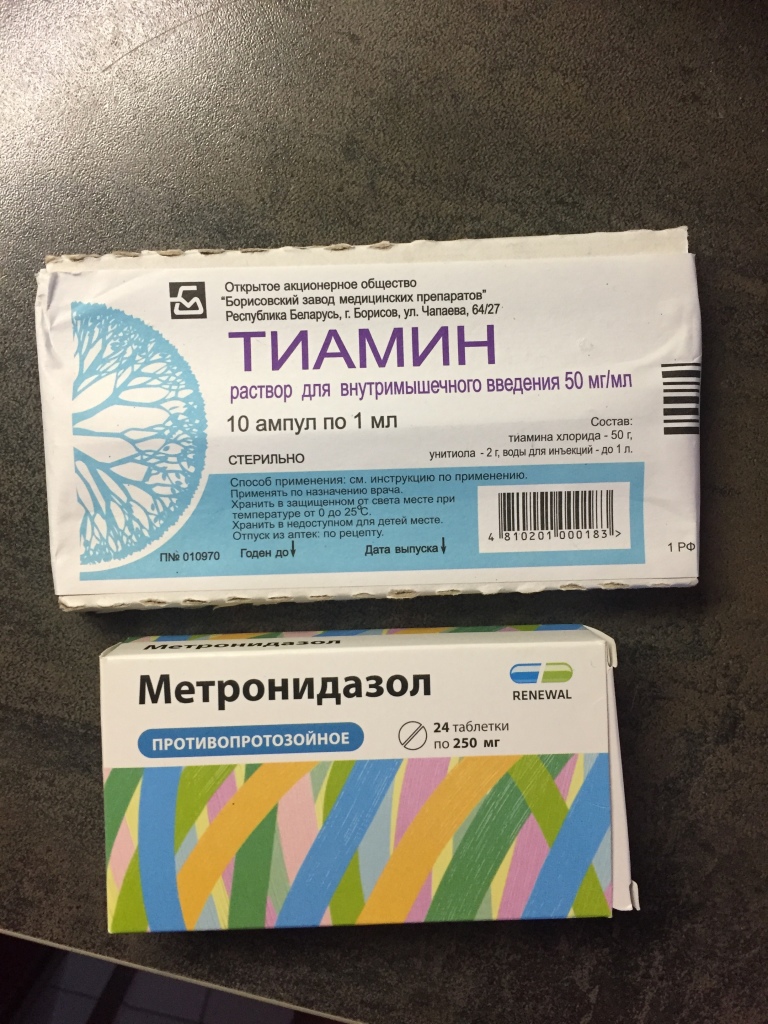 Открытое акционерное общество
"Борисовский завод медицинских препаратов"
Республика Беларусь, г. Борисов, ул. Чапаева, 64/27
ТИАМИН
раствор для внутримышечного введения 50 мг/мл
10 ампул по 1 мл
Состав:
тиамина хлорида - 50 г,
унитиола - 2 г, воды для инъекций - до 1 л.
СТЕРИЛЬНО
Способ применения: см. инструкцию по применению.
Применять по назначению врача.
Хранить в защищенном от света месте при
температуре от 0 до 25°С.
Хранить в недоступном для детей месте.
Отпуск из аптек: по рецепту.
П№ 010970 Годен до Дата выпуска
4 810201 000183 >
1 РФ
Метронидазол
Метронидазол
RENEWAL
ПРОТИВОПРОТОЗОЙНОЕ
24 таблетки
по 250 мг